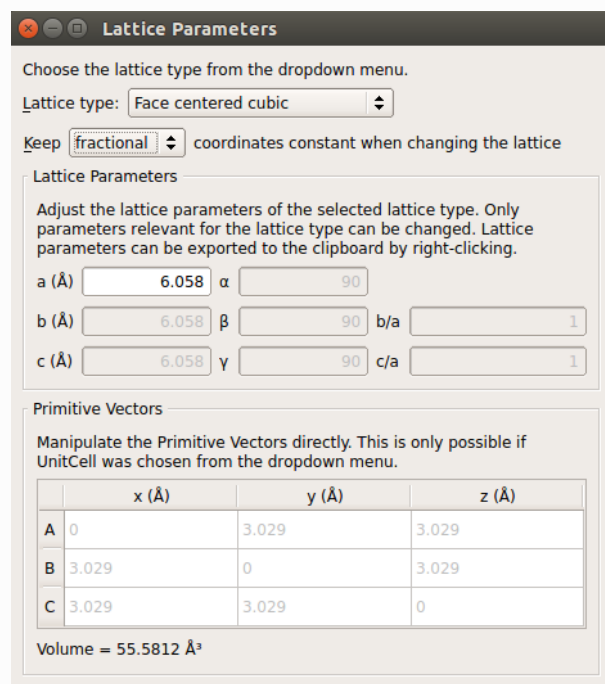 Lattice Parameters
Choose the lattice type from the dropdown menu.
Lattice type: Face centered cubic
Keep fractional coordinates constant when changing the lattice
Lattice Parameters
Adjust the lattice parameters of the selected lattice type. Only
parameters relevant for the lattice type can be changed. Lattice
parameters can be exported to the clipboard by right-clicking.
a (Å) 6.058 α 90
b (Å) 6.058 β 90 b/a 1
c (Å) 6.058 γ 90 c/a 1
Primitive Vectors
Manipulate the Primitive Vectors directly. This is only possible if
UnitCell was chosen from the dropdown menu.
x (Å) y (Å) z (Å)
A 0 3.029 3.029
B 3.029 0 3.029
C 3.029 3.029 0
Volume = 55.5812 Å³